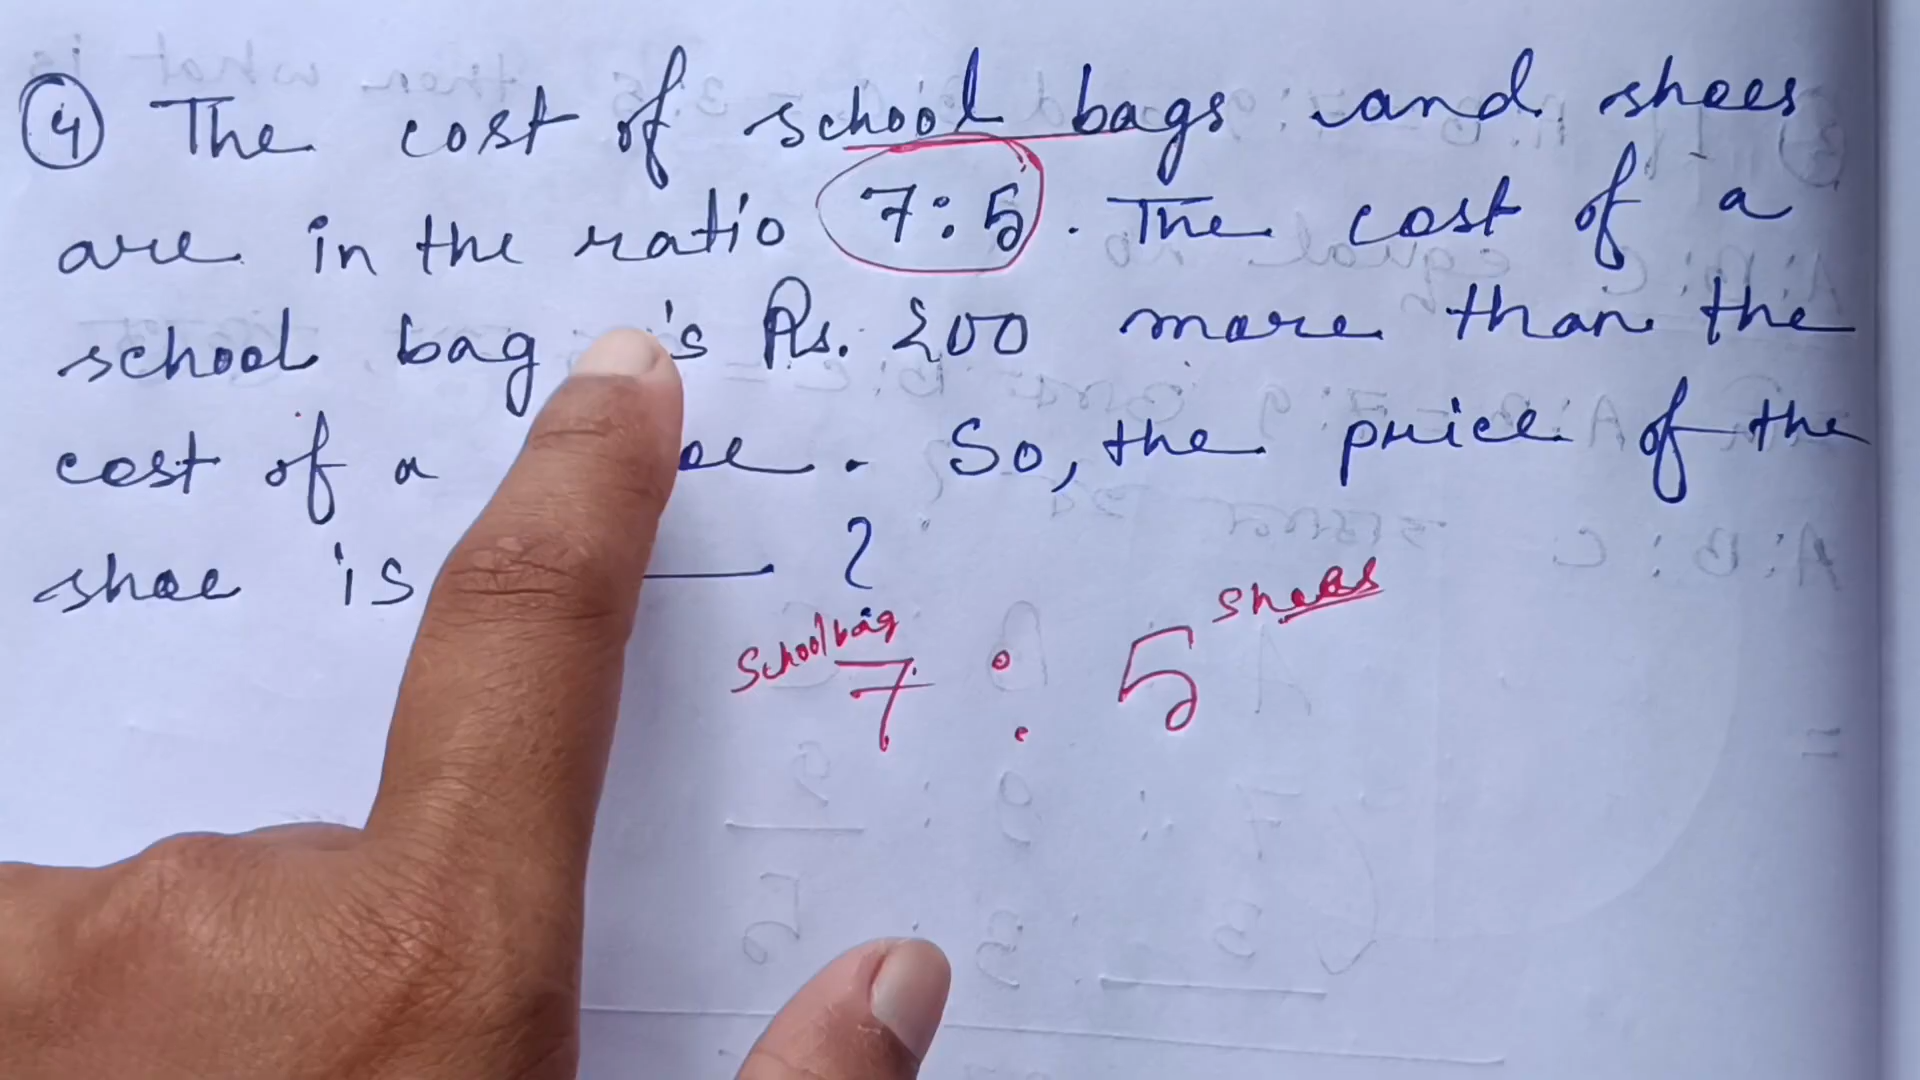 ④ The cost of school bags and shoes
are in the ratio 7:5. The cost of a
school bag is Rs. 200 more than the
cost of a . So, the price of the
shoe is ?
School bag shoes
7 : 5